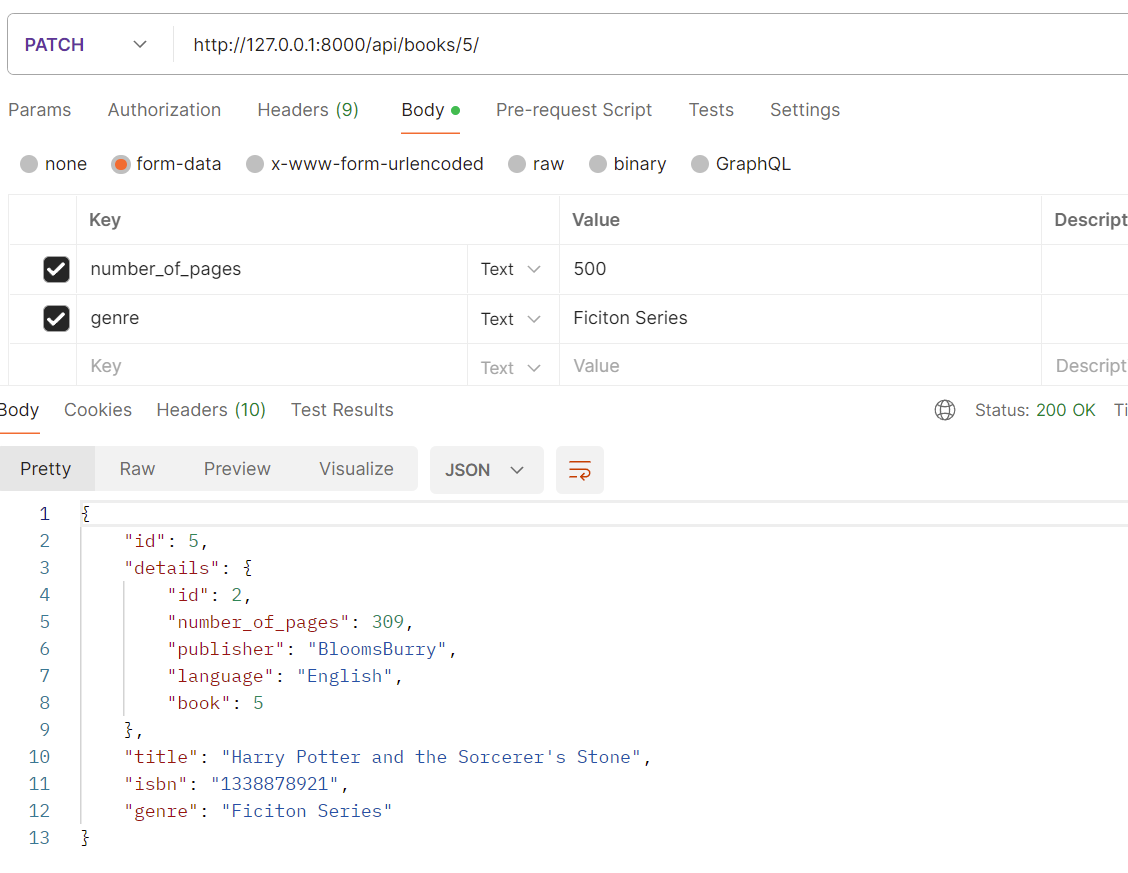 PATCH http://127.0.0.1:8000/api/books/5/
Params Authorization Headers (9) Body Pre-request Script Tests Settings
none form-data x-www-form-urlencoded raw binary GraphQL
Key Value Descript
number_of_pages Text 500
genre Text Ficiton Series
Key Text Value Descript
Body Cookies Headers (10) Test Results Status: 200 OK Ti
Pretty Raw Preview Visualize JSON
1 {
2 "id": 5,
3 "details": {
4 "id": 2,
5 "number_of_pages": 309,
6 "publisher": "BloomsBurry",
7 "language": "English",
8 "book": 5
9 },
10 "title": "Harry Potter and the Sorcerer's Stone",
11 "isbn": "1338878921",
12 "genre": "Ficiton Series"
13 }